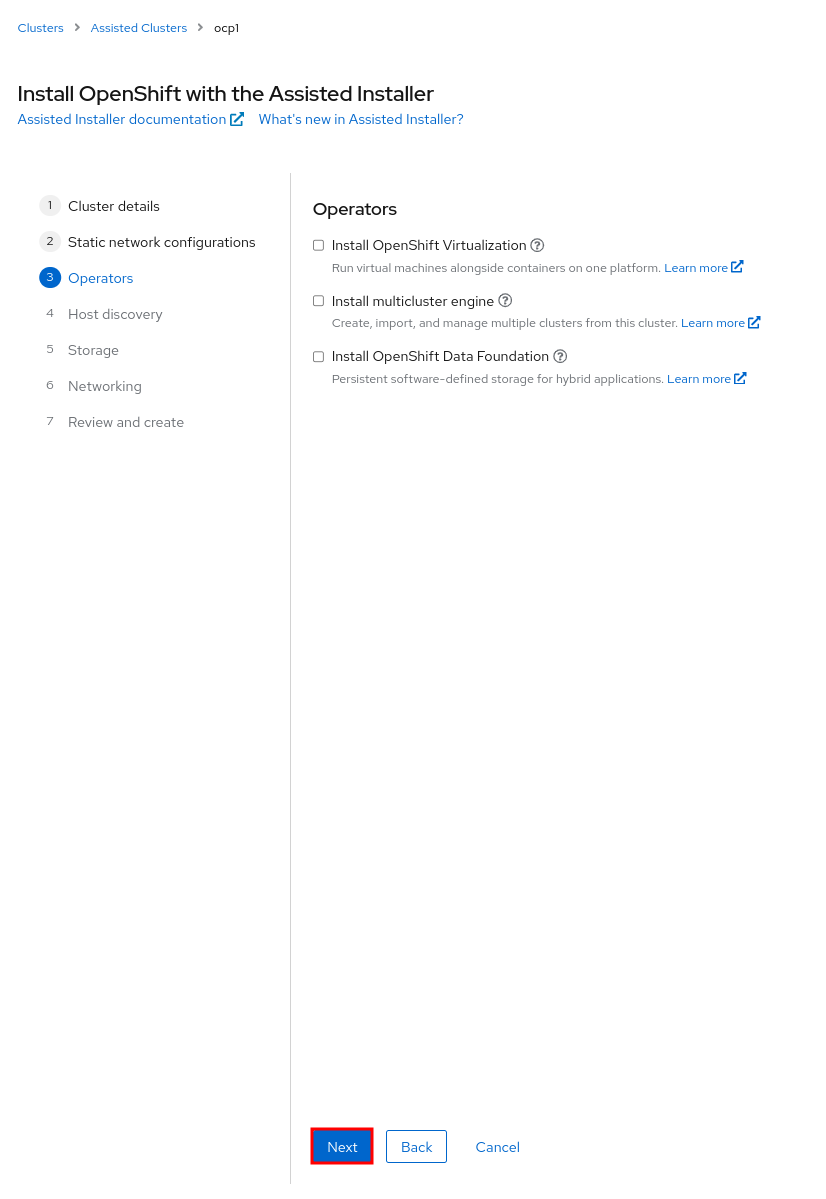 Clusters > Assisted Clusters > ocp1
Install OpenShift with the Assisted Installer
Assisted Installer documentation What's new in Assisted Installer?
1 Cluster details
2 Static network configurations
3 Operators
4 Host discovery
5 Storage
6 Networking
7 Review and create
Operators
Install OpenShift Virtualization
Run virtual machines alongside containers on one platform. Learn more
Install multicluster engine
Create, import, and manage multiple clusters from this cluster. Learn more
Install OpenShift Data Foundation
Persistent software-defined storage for hybrid applications. Learn more
Next Back Cancel